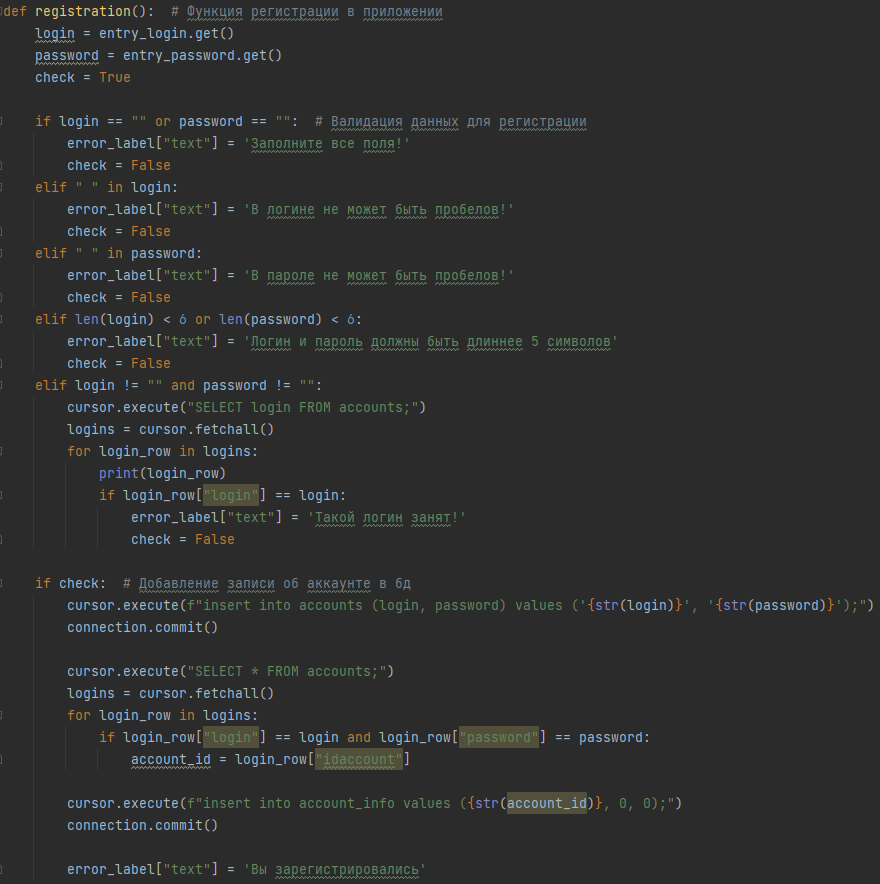 def registration():  # Функция регистрации в приложении
    login = entry_login.get()
    password = entry_password.get()
    check = True

    if login == "" or password == "":  # Валидация данных для регистрации
        error_label["text"] = 'Заполните все поля!'
        check = False
    elif " " in login:
        error_label["text"] = 'В логине не может быть пробелов!'
        check = False
    elif " " in password:
        error_label["text"] = 'В пароле не может быть пробелов!'
        check = False
    elif len(login) < 6 or len(password) < 6:
        error_label["text"] = 'Логин и пароль должны быть длиннее 5 символов'
        check = False
    elif login != "" and password != "":
        cursor.execute("SELECT login FROM accounts;")
        logins = cursor.fetchall()
        for login_row in logins:
            print(login_row)
            if login_row["login"] == login:
                error_label["text"] = 'Такой логин занят!'
                check = False

    if check:  # Добавление записи об аккаунте в бд
        cursor.execute(f"insert into accounts (login, password) values ('{str(login)}', '{str(password)}');")
        connection.commit()

        cursor.execute("SELECT * FROM accounts;")
        logins = cursor.fetchall()
        for login_row in logins:
            if login_row["login"] == login and login_row["password"] == password:
                account_id = login_row["idaccount"]

        cursor.execute(f"insert into account_info values ({str(account_id)}, 0, 0);")
        connection.commit()

        error_label["text"] = 'Вы зарегистрировались'